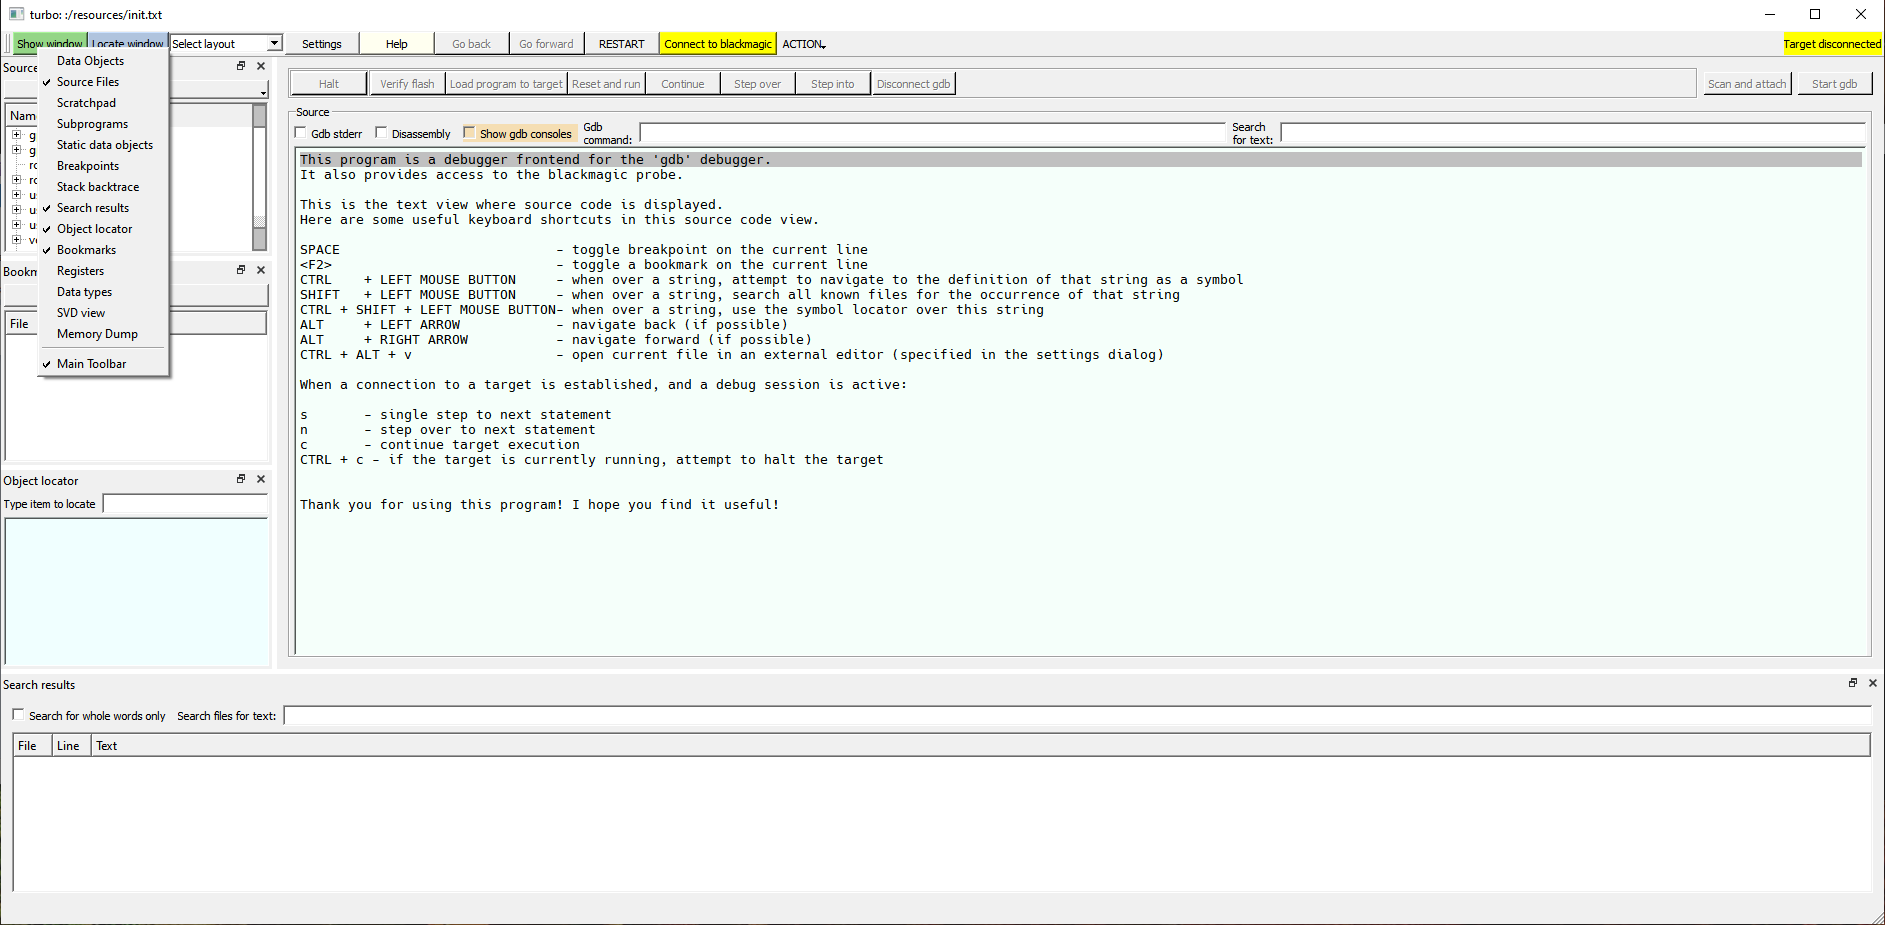 turbo: :/resources/init.txt
Show window Locate window Select layout Settings Help Go back Go forward RESTART Connect to blackmagic ACTION Target disconnected
Data Objects
Source Files
Scratchpad
Subprograms
Static data objects
Breakpoints
Stack backtrace
Search results
Object locator
Bookmarks
Registers
Data types
SVD view
Memory Dump
Main Toolbar
File
Object locator
Type item to locate
Halt Verify flash Load program to target Reset and run Continue Step over Step into Disconnect gdb Scan and attach Start gdb
Source
Gdb stderr Disassembly Show gdb consoles Gdb command: Search for text:
This program is a debugger frontend for the 'gdb' debugger.
It also provides access to the blackmagic probe.
This is the text view where source code is displayed.
Here are some useful keyboard shortcuts in this source code view.
SPACE - toggle breakpoint on the current line
<F2> - toggle a bookmark on the current line
CTRL + LEFT MOUSE BUTTON - when over a string, attempt to navigate to the definition of that string as a symbol
SHIFT + LEFT MOUSE BUTTON - when over a string, search all known files for the occurrence of that string
CTRL + SHIFT + LEFT MOUSE BUTTON- when over a string, use the symbol locator over this string
ALT + LEFT ARROW - navigate back (if possible)
ALT + RIGHT ARROW - navigate forward (if possible)
CTRL + ALT + v - open current file in an external editor (specified in the settings dialog)
When a connection to a target is established, and a debug session is active:
s - single step to next statement
n - step over to next statement
c - continue target execution
CTRL + c - if the target is currently running, attempt to halt the target
Thank you for using this program! I hope you find it useful!
Search results
Search for whole words only Search files for text:
File Line Text